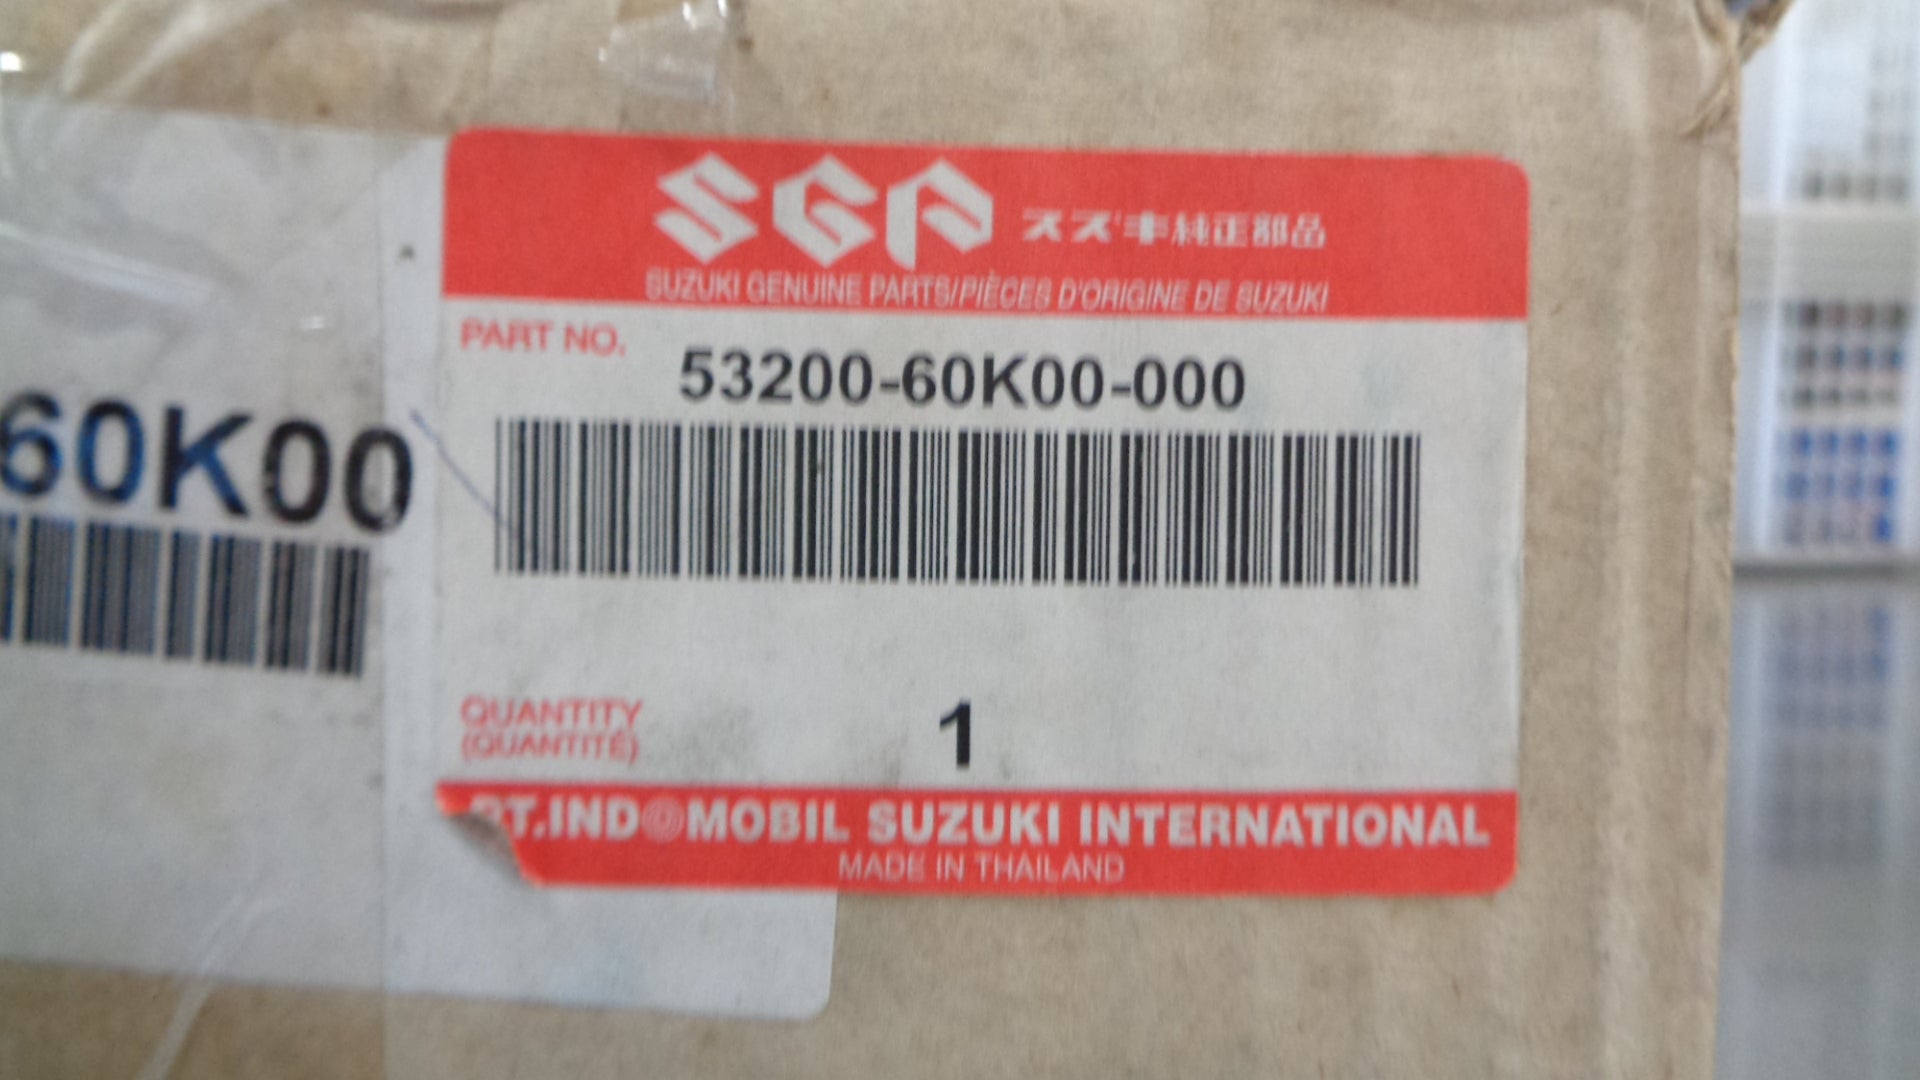 SGP スズキ純正部品
SUZUKI GENUINE PARTS/PIÈCES D'ORIGINE DE SUZUKI
PART NO. 53200-60K00-000
60K00
QUANTITY 1
(QUANTITÉ)
PT.INDOMOBIL SUZUKI INTERNATIONAL
MADE IN THAILAND